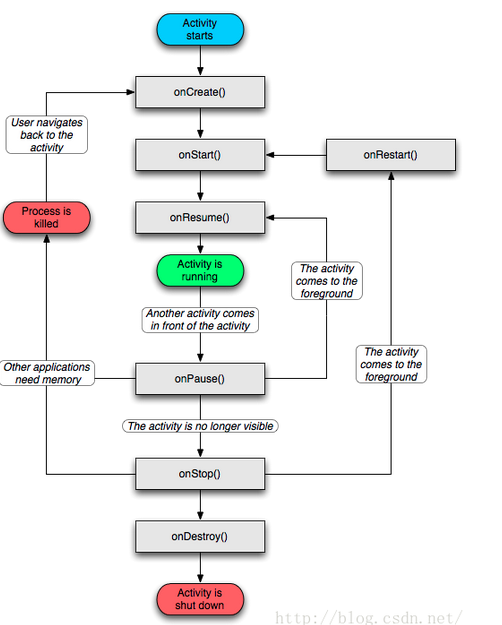 Activity
starts
onCreate()
User navigates
back to the
activity
onStart()
onRestart()
Process is
killed
onResume()
Activity is
running
The activity
comes to the
foreground
Another activity comes
in front of the activity
The activity
comes to the
foreground
Other applications
need memory
onPause()
The activity is no longer visible
onStop()
onDestroy()
Activity is
shut down
http://blog.csdn.net/